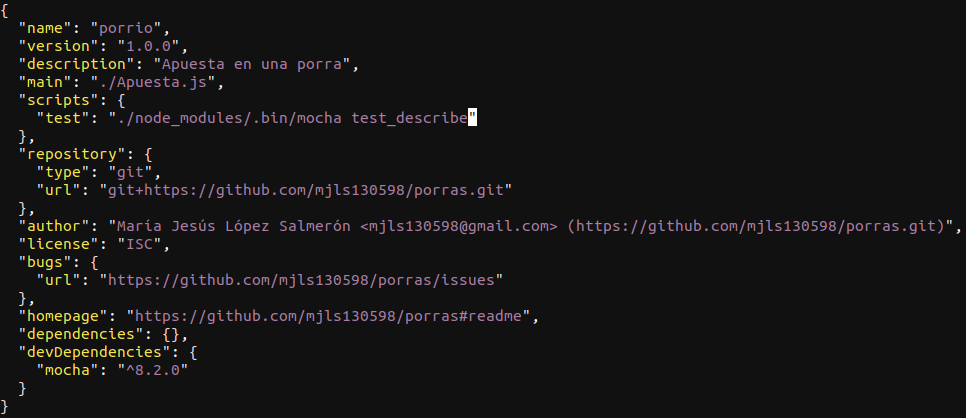 {
  "name": "porrio",
  "version": "1.0.0",
  "description": "Apuesta en una porra",
  "main": "./Apuesta.js",
  "scripts": {
    "test": "./node_modules/.bin/mocha test_describe"
  },
  "repository": {
    "type": "git",
    "url": "git+https://github.com/mjls130598/porras.git"
  },
  "author": "María Jesús López Salmerón <mjls130598@gmail.com> (https://github.com/mjls130598/porras.git)",
  "license": "ISC",
  "bugs": {
    "url": "https://github.com/mjls130598/porras/issues"
  },
  "homepage": "https://github.com/mjls130598/porras#readme",
  "dependencies": {},
  "devDependencies": {
    "mocha": "^8.2.0"
  }
}